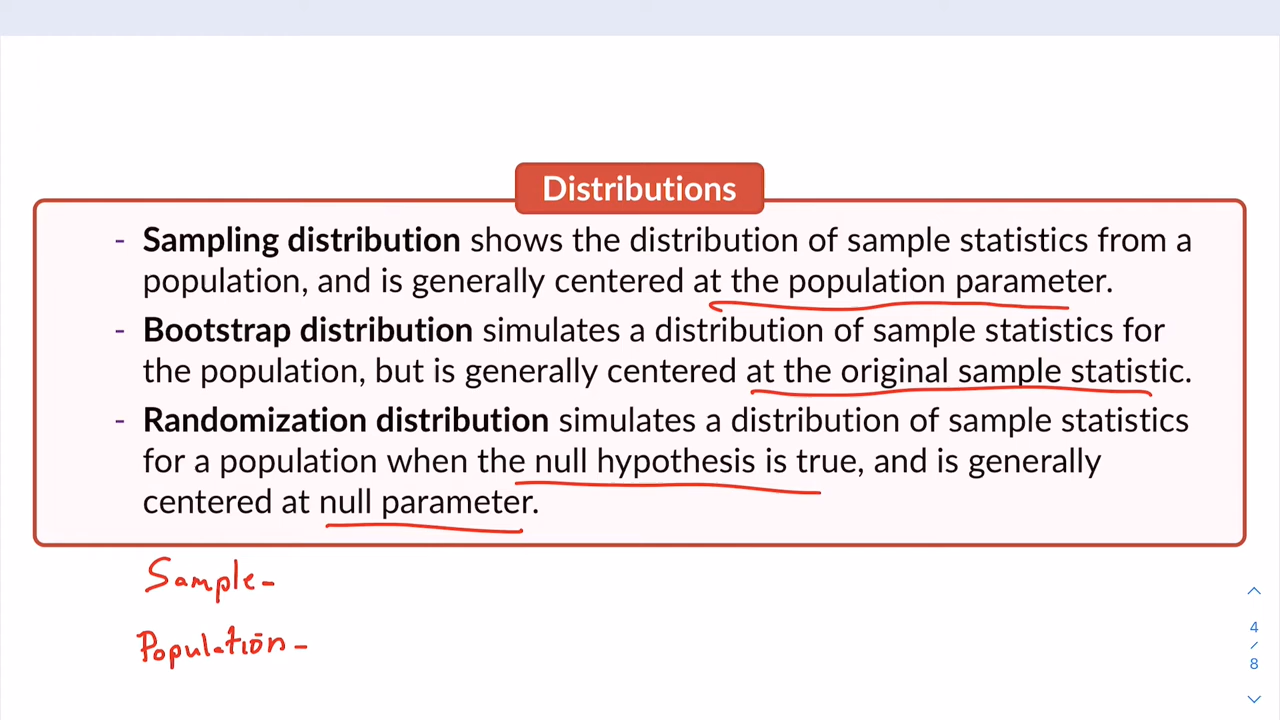 Distributions
- Sampling distribution shows the distribution of sample statistics from a
population, and is generally centered at the population parameter.
- Bootstrap distribution simulates a distribution of sample statistics for
the population, but is generally centered at the original sample statistic.
- Randomization distribution simulates a distribution of sample statistics
for a population when the null hypothesis is true, and is generally
centered at null parameter.
Sample -
Population -
4
/
8